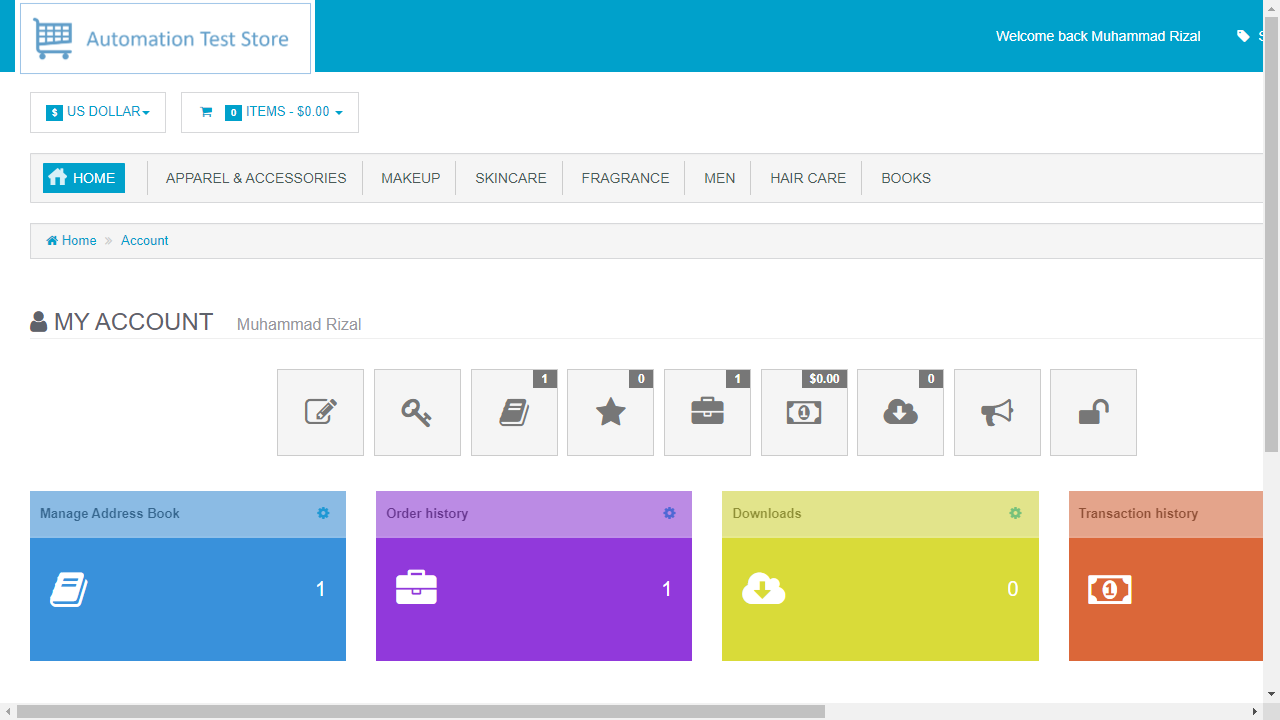 Automation Test Store
Welcome back Muhammad Rizal
$ US DOLLAR
0 ITEMS - $0.00
HOME
APPAREL & ACCESSORIES
MAKEUP
SKINCARE
FRAGRANCE
MEN
HAIR CARE
BOOKS
Home » Account
MY ACCOUNT Muhammad Rizal
1
0
1
$0.00
0
Manage Address Book
1
Order history
1
Downloads
0
Transaction history